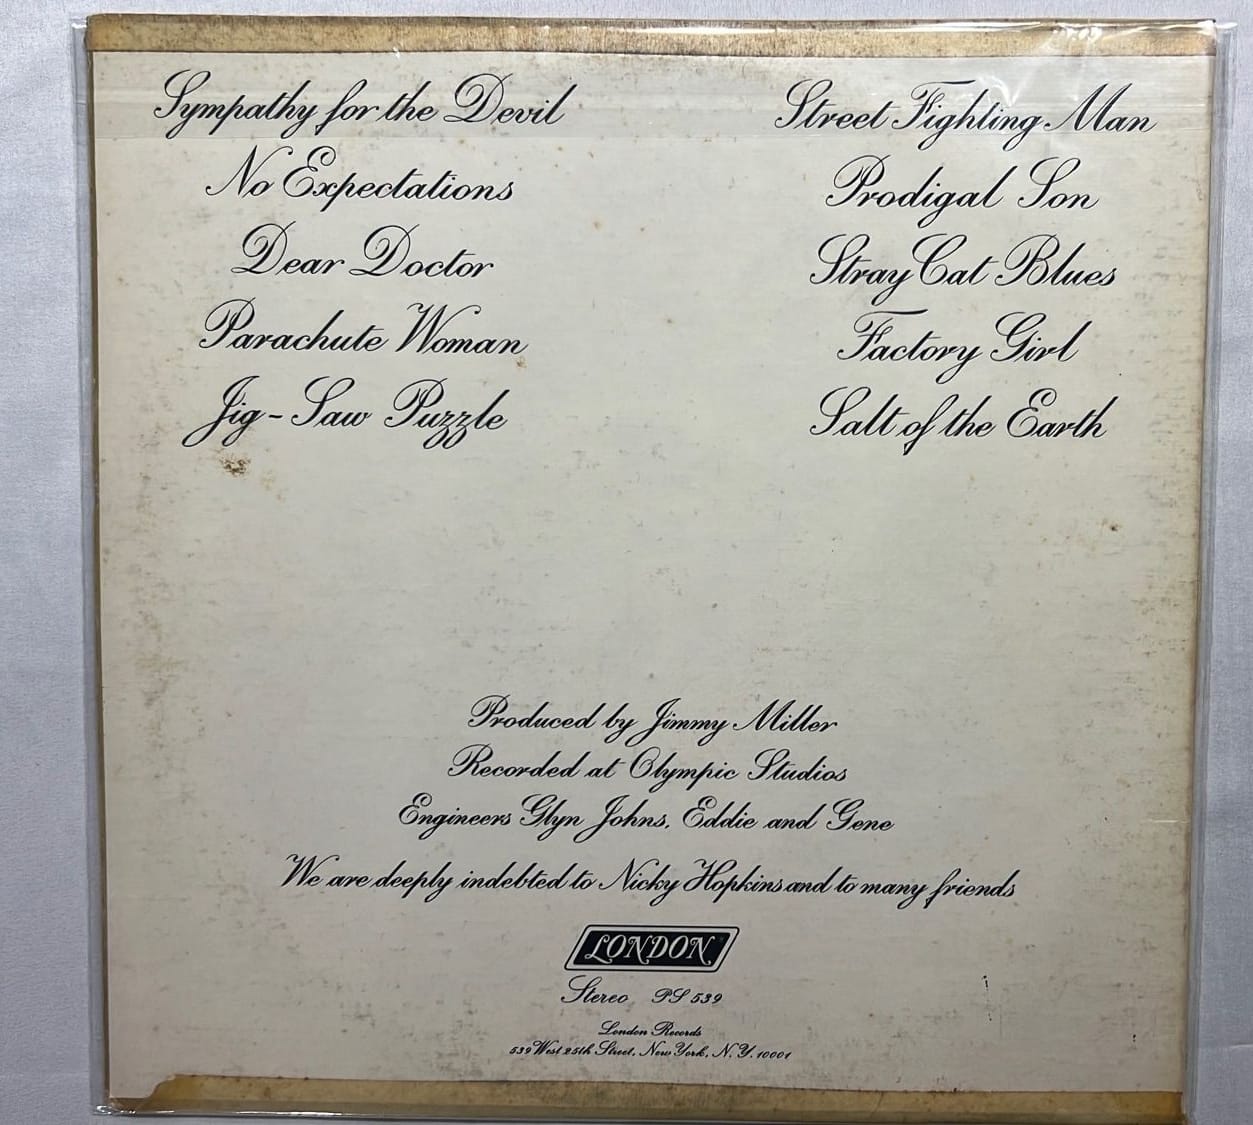 Sympathy for the Devil
No Expectations
Dear Doctor
Parachute Woman
Jig-Saw Puzzle
Street Fighting Man
Prodigal Son
Stray Cat Blues
Factory Girl
Salt of the Earth
Produced by Jimmy Miller
Recorded at Olympic Studios
Engineers Glyn Johns, Eddie and Gene
We are deeply indebted to Nicky Hopkins and to many friends
LONDON
Stereo PS 539
London Records
539 West 25th Street, New York, N. Y. 10001